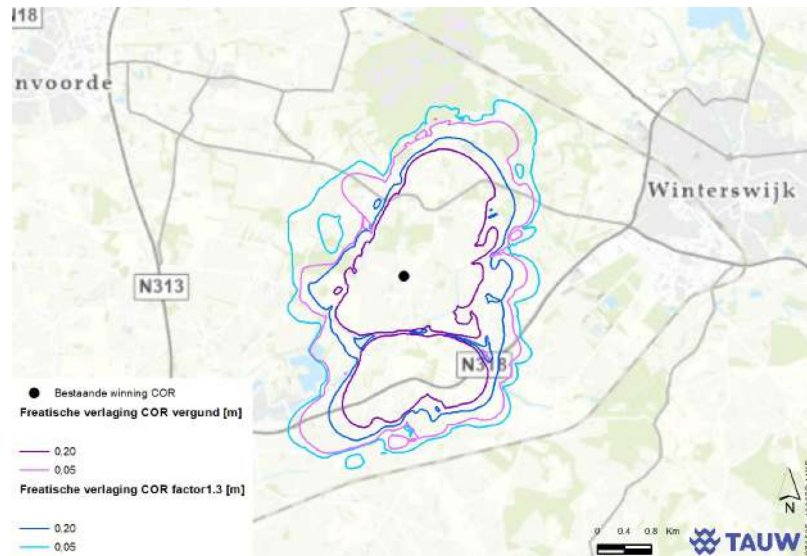 N18
nvoorde
Winterswijk
N313
N318
Bestaande winning COR
Freatische verlaging COR vergund [m]
0,20
0,05
Freatische verlaging COR factor1.3 [m]
0,20
0,05
N
0 0.4 0.8 Km
TAUW